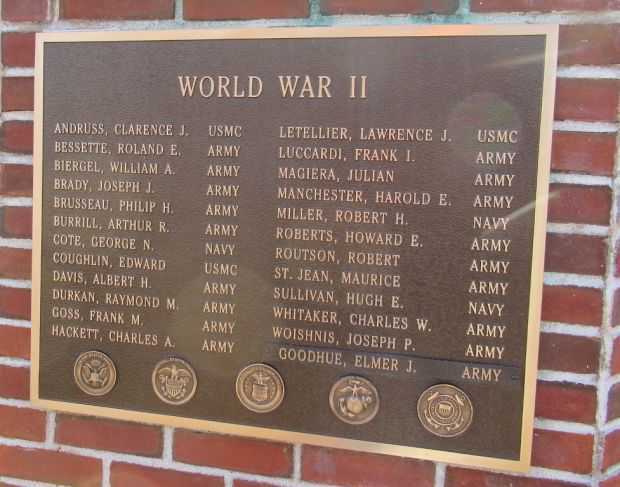 WORLD WAR II
ANDRUSS, CLARENCE J. USMC
BESSETTE, ROLAND E. ARMY
BIERGEL, WILLIAM A. ARMY
BRADY, JOSEPH J. ARMY
BRUSSEAU, PHILIP H. ARMY
BURRILL, ARTHUR R. ARMY
COTE, GEORGE N. NAVY
COUGHLIN, EDWARD USMC
DAVIS, ALBERT H. ARMY
DURKAN, RAYMOND M. ARMY
GOSS, FRANK M. ARMY
HACKETT, CHARLES A. ARMY
LETELLIER, LAWRENCE J. USMC
LUCCARDI, FRANK I. ARMY
MAGIERA, JULIAN ARMY
MANCHESTER, HAROLD E. ARMY
MILLER, ROBERT H. NAVY
ROBERTS, HOWARD E. ARMY
ROUTSON, ROBERT ARMY
ST. JEAN, MAURICE ARMY
SULLIVAN, HUGH E. NAVY
WHITAKER, CHARLES W. ARMY
WOISHNIS, JOSEPH P. ARMY
GOODHUE, ELMER J. ARMY